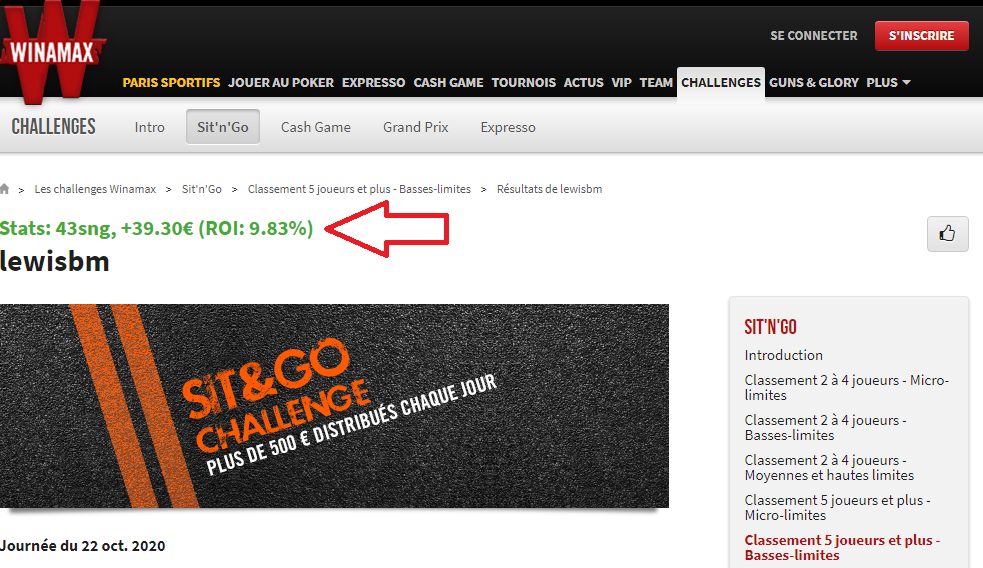 WINAMAX
SE CONNECTER
S'INSCRIRE
PARIS SPORTIFS JOUER AU POKER EXPRESSO CASH GAME TOURNOIS ACTUS VIP TEAM CHALLENGES GUNS & GLORY PLUS
CHALLENGES Intro Sit'n'Go Cash Game Grand Prix Expresso
> Les challenges Winamax > Sit'n'Go > Classement 5 joueurs et plus - Basses-limites > Résultats de lewisbm
Stats: 43sng, +39.30€ (ROI: 9.83%)
lewisbm
SIT&GO
CHALLENGE
PLUS DE 500 € DISTRIBUÉS CHAQUE JOUR
Journée du 22 oct. 2020
SIT'N'GO
Introduction
Classement 2 à 4 joueurs - Micro-
limites
Classement 2 à 4 joueurs -
Basses-limites
Classement 2 à 4 joueurs -
Moyennes et hautes limites
Classement 5 joueurs et plus -
Micro-limites
Classement 5 joueurs et plus -
Basses-limites